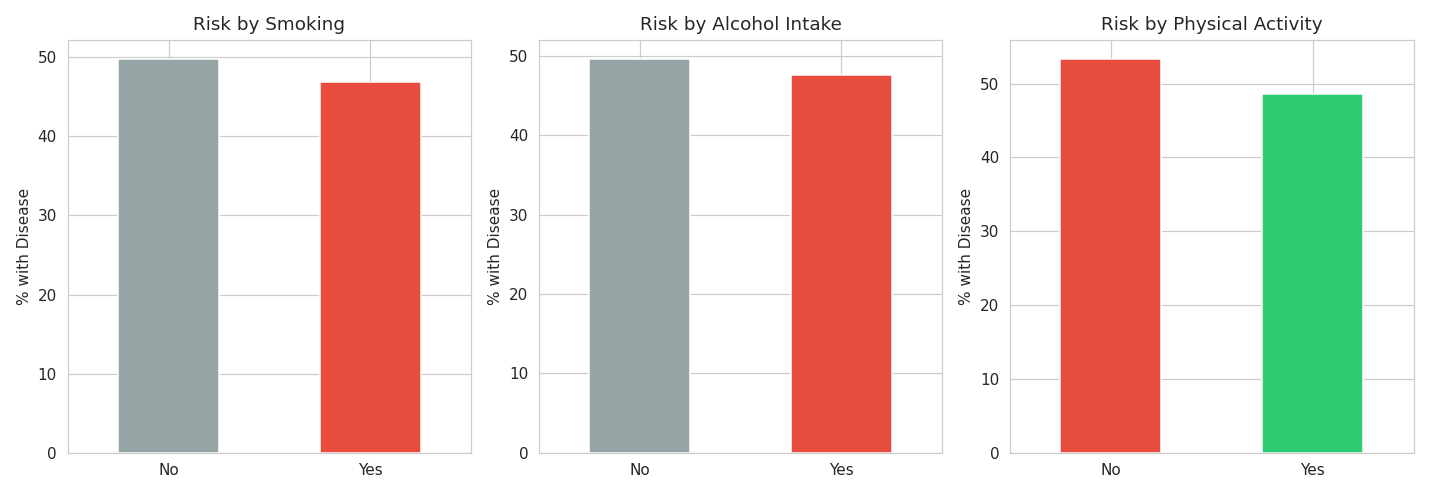 Risk by Smoking
% with Disease
50
40
30
20
10
0
No Yes
Risk by Alcohol Intake
% with Disease
50
40
30
20
10
0
No Yes
Risk by Physical Activity
% with Disease
50
40
30
20
10
0
No Yes